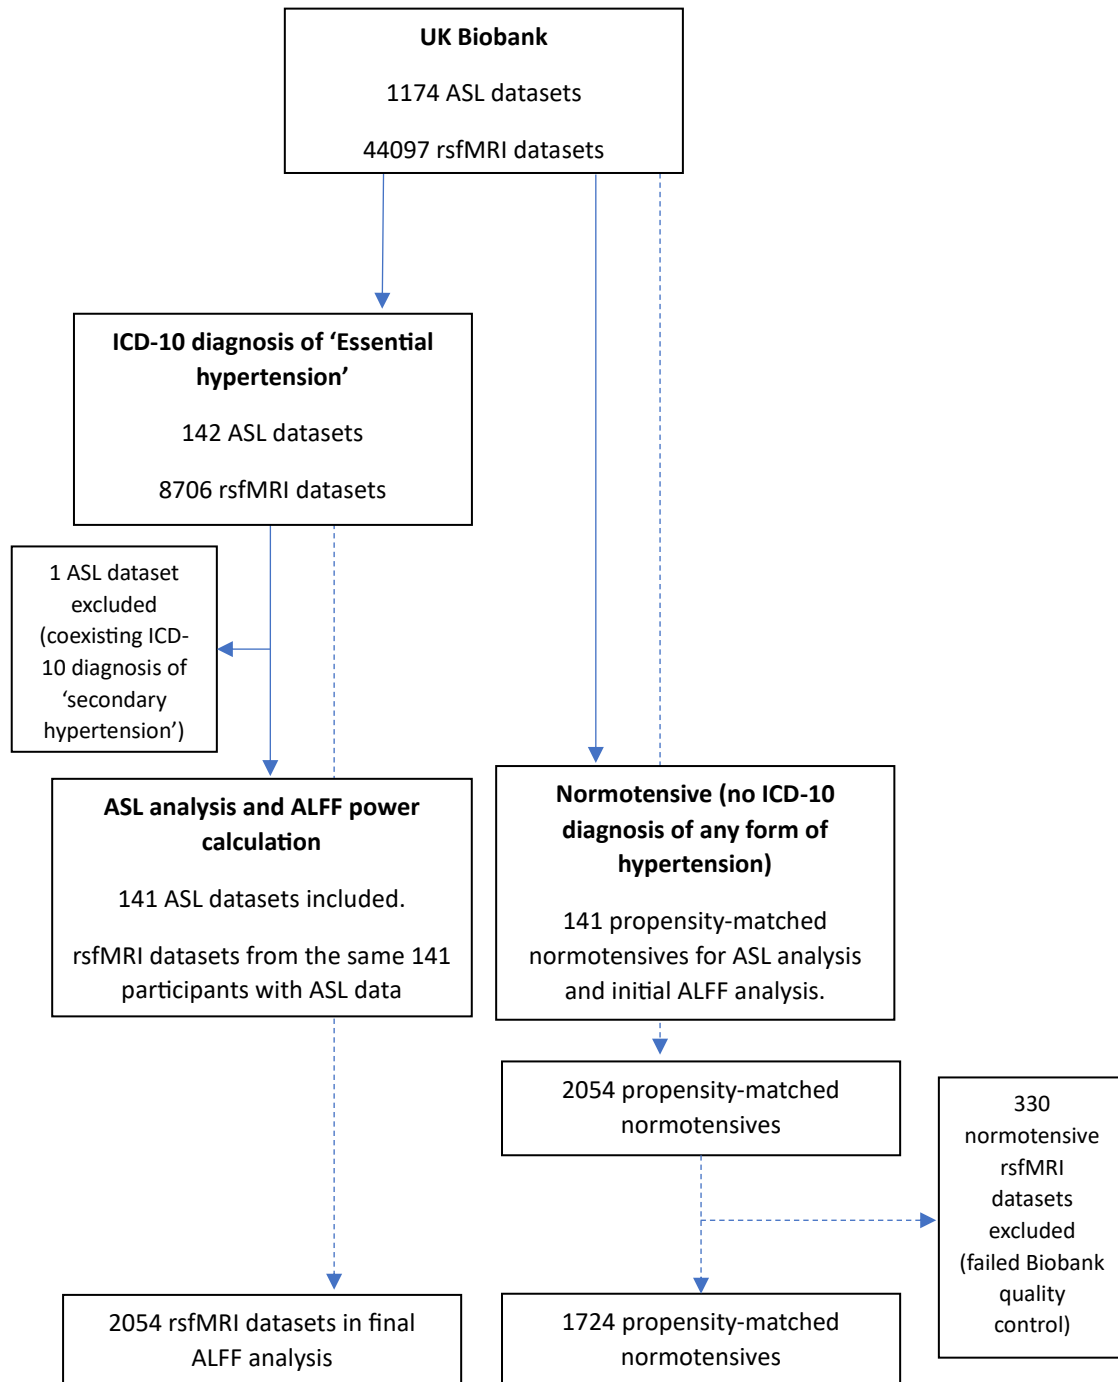 UK Biobank
1174 ASL datasets
44097 rsfMRI datasets
ICD-10 diagnosis of ‘Essential
hypertension’
142 ASL datasets
8706 rsfMRI datasets
1 ASL dataset
excluded
(coexisting ICD-
10 diagnosis of
‘secondary
hypertension’)
ASL analysis and ALFF power
calculation
141 ASL datasets included.
rsfMRI datasets from the same 141
participants with ASL data
Normotensive (no ICD-10
diagnosis of any form of
hypertension)
141 propensity-matched
normotensives for ASL analysis
and initial ALFF analysis.
2054 propensity-matched
normotensives
330
normotensive
rsfMRI
datasets
excluded
(failed Biobank
quality
control)
2054 rsfMRI datasets in final
ALFF analysis
1724 propensity-matched
normotensives